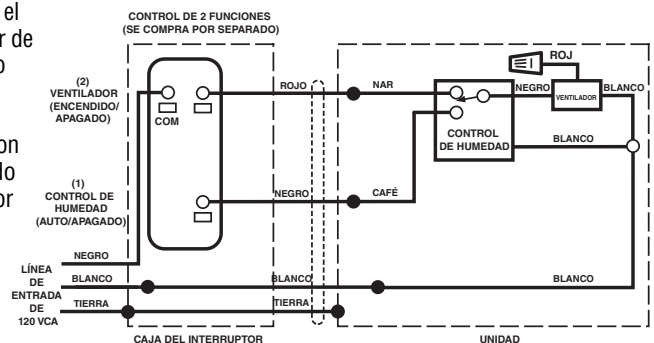 el
r de
o
on
lo
or
CONTROL DE 2 FUNCIONES
(SE COMPRA POR SEPARADO)
(2)
VENTILADOR
(ENCENDIDO/
APAGADO)
COM
ROJO
NAR
ROJ
NEGRO
VENTILADOR
BLANCO
CONTROL
DE HUMEDAD
BLANCO
(1)
CONTROL DE
HUMEDAD
(AUTO/APAGADO)
NEGRO
CAFÉ
NEGRO
LÍNEA
DE
ENTRADA
DE
120 VCA
BLANCO
BLANCO
BLANCO
TIERRA
TIERRA
CAJA DEL INTERRUPTOR
UNIDAD